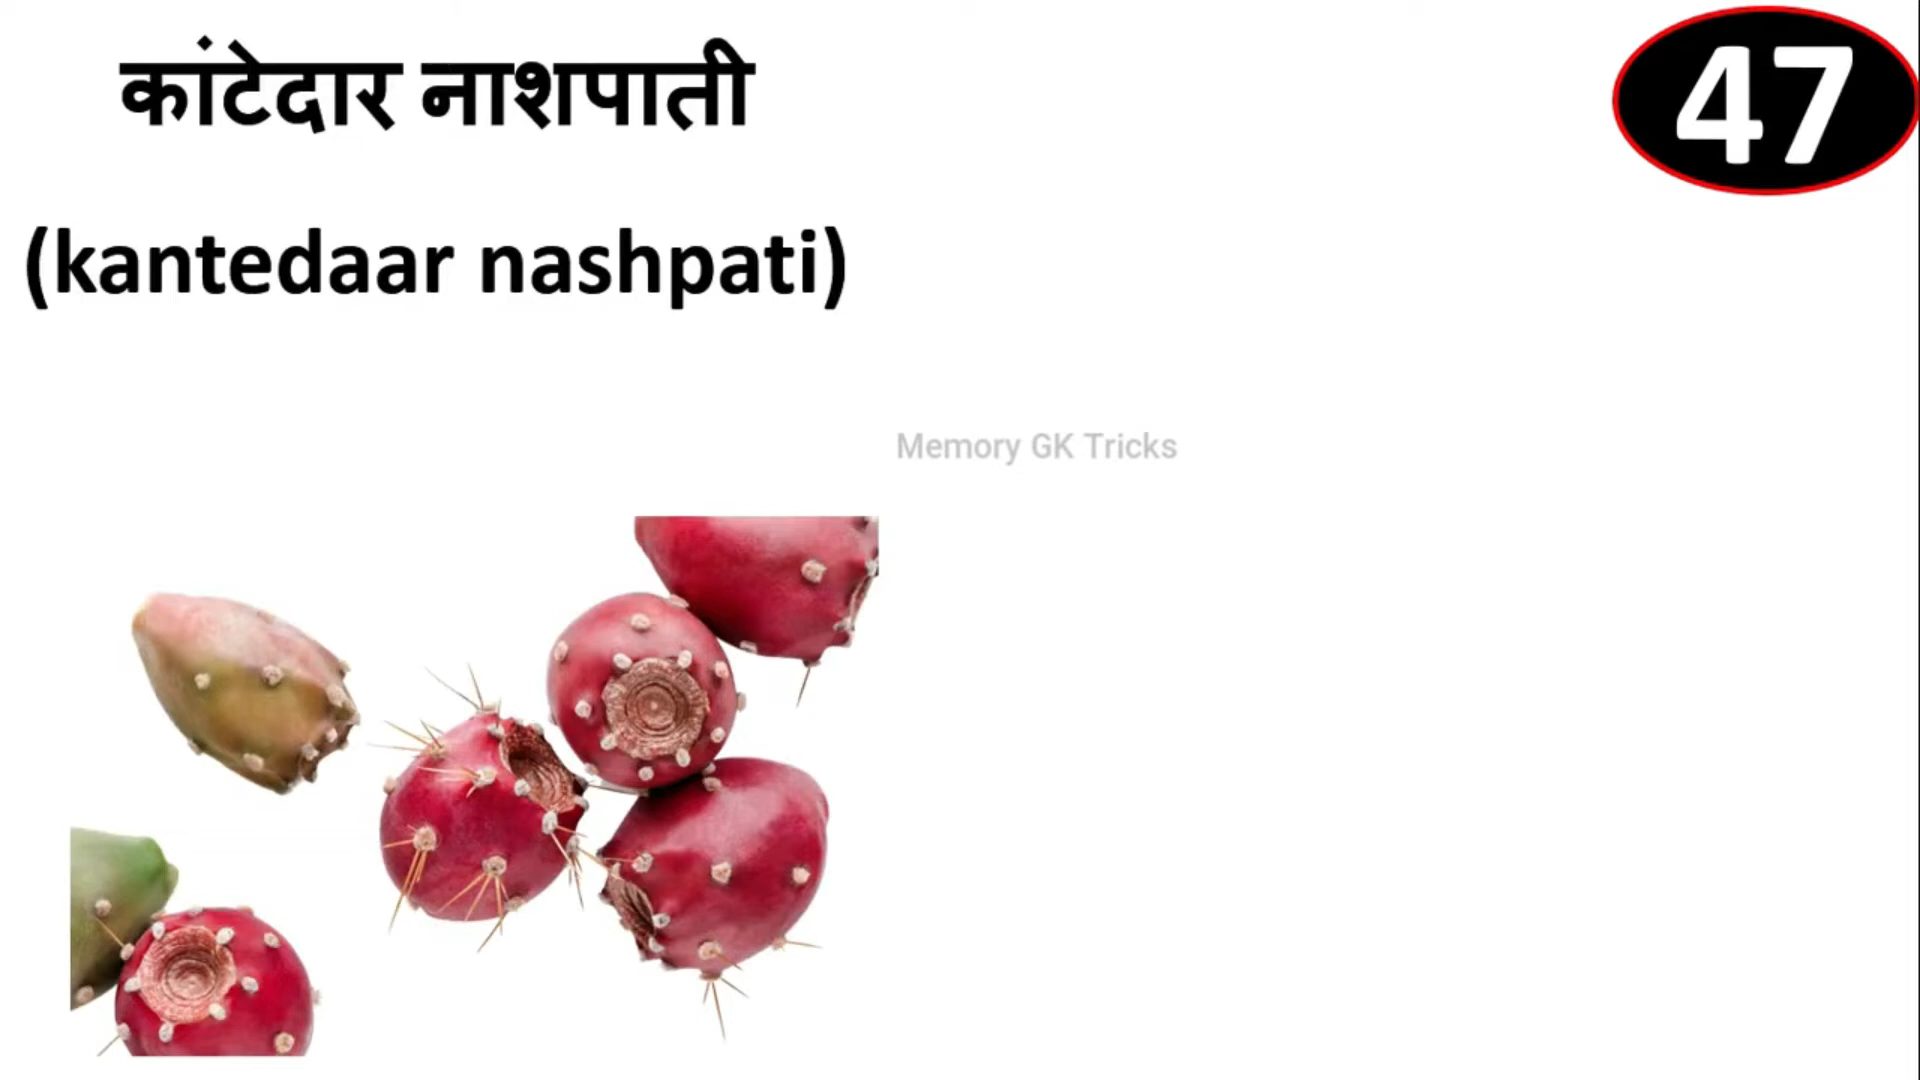 कांटेदार नाशपाती
47
(kantedaar nashpati)
Memory GK Tricks